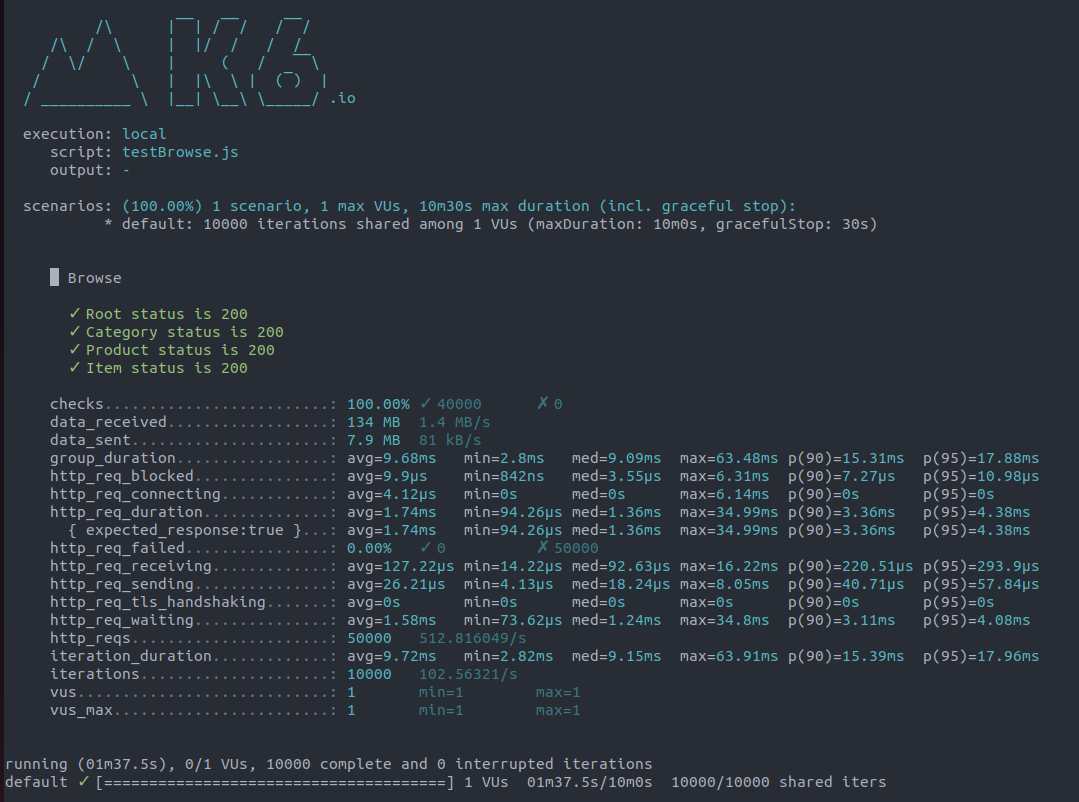 /\      |‾‾| /‾‾/   /‾‾/
     /\  /  \     |  |/  /   /  /
    /  \/    \    |     (   /   ‾‾\
   /          \   |  |\  \ |  (‾)  |
  / __________ \  |__| \__\ \_____/ .io
execution: local
script: testBrowse.js
output: -
scenarios: (100.00%) 1 scenario, 1 max VUs, 10m30s max duration (incl. graceful stop):
* default: 10000 iterations shared among 1 VUs (maxDuration: 10m0s, gracefulStop: 30s)
█ Browse
✓ Root status is 200
✓ Category status is 200
✓ Product status is 200
✓ Item status is 200
checks.........................: 100.00% ✓ 40000      ✗ 0
data_received..................: 134 MB  1.4 MB/s
data_sent......................: 7.9 MB  81 kB/s
group_duration.................: avg=9.68ms   min=2.8ms   med=9.09ms  max=63.48ms p(90)=15.31ms  p(95)=17.88ms
http_req_blocked...............: avg=9.9µs    min=842ns   med=3.55µs  max=6.31ms  p(90)=7.27µs   p(95)=10.98µs
http_req_connecting............: avg=4.12µs   min=0s      med=0s      max=6.14ms  p(90)=0s       p(95)=0s
http_req_duration..............: avg=1.74ms   min=94.26µs med=1.36ms  max=34.99ms p(90)=3.36ms   p(95)=4.38ms
{ expected_response:true }...: avg=1.74ms   min=94.26µs med=1.36ms  max=34.99ms p(90)=3.36ms   p(95)=4.38ms
http_req_failed................: 0.00%   ✓ 0          ✗ 50000
http_req_receiving.............: avg=127.22µs min=14.22µs med=92.63µs max=16.22ms p(90)=220.51µs p(95)=293.9µs
http_req_sending...............: avg=26.21µs  min=4.13µs  med=18.24µs max=8.05ms  p(90)=40.71µs  p(95)=57.84µs
http_req_tls_handshaking.......: avg=0s       min=0s      med=0s      max=0s      p(90)=0s       p(95)=0s
http_req_waiting...............: avg=1.58ms   min=73.62µs med=1.24ms  max=34.8ms  p(90)=3.11ms   p(95)=4.08ms
http_reqs......................: 50000   512.816049/s
iteration_duration.............: avg=9.72ms   min=2.82ms  med=9.15ms  max=63.91ms p(90)=15.39ms  p(95)=17.96ms
iterations.....................: 10000   102.56321/s
vus............................: 1       min=1        max=1
vus_max........................: 1       min=1        max=1
running (01m37.5s), 0/1 VUs, 10000 complete and 0 interrupted iterations
default ✓ [======================================] 1 VUs  01m37.5s/10m0s  10000/10000 shared iters